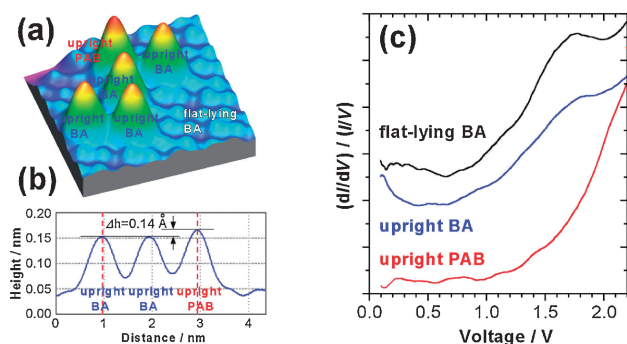 (a)
upright
PAB
upright
BA
upright
BA
upright
BA
upright
BA
flat-lying
BA
(b)
Height / nm
0.20
0.15
0.10
0.05
0.00
Δh=0.14 Å
upright
BA
upright
BA
upright
PAB
0 1 2 3 4
Distance / nm
(c)
(dI/dV) / (I/V)
flat-lying BA
upright BA
upright PAB
0.0 0.5 1.0 1.5 2.0
Voltage / V